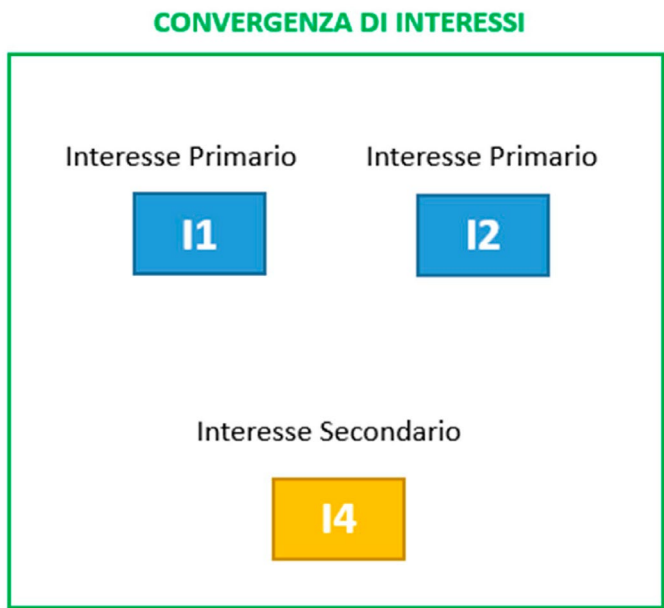 CONVERGENZA DI INTERESSI
Interesse Primario
Interesse Primario
I1
I2
Interesse Secondario
I4